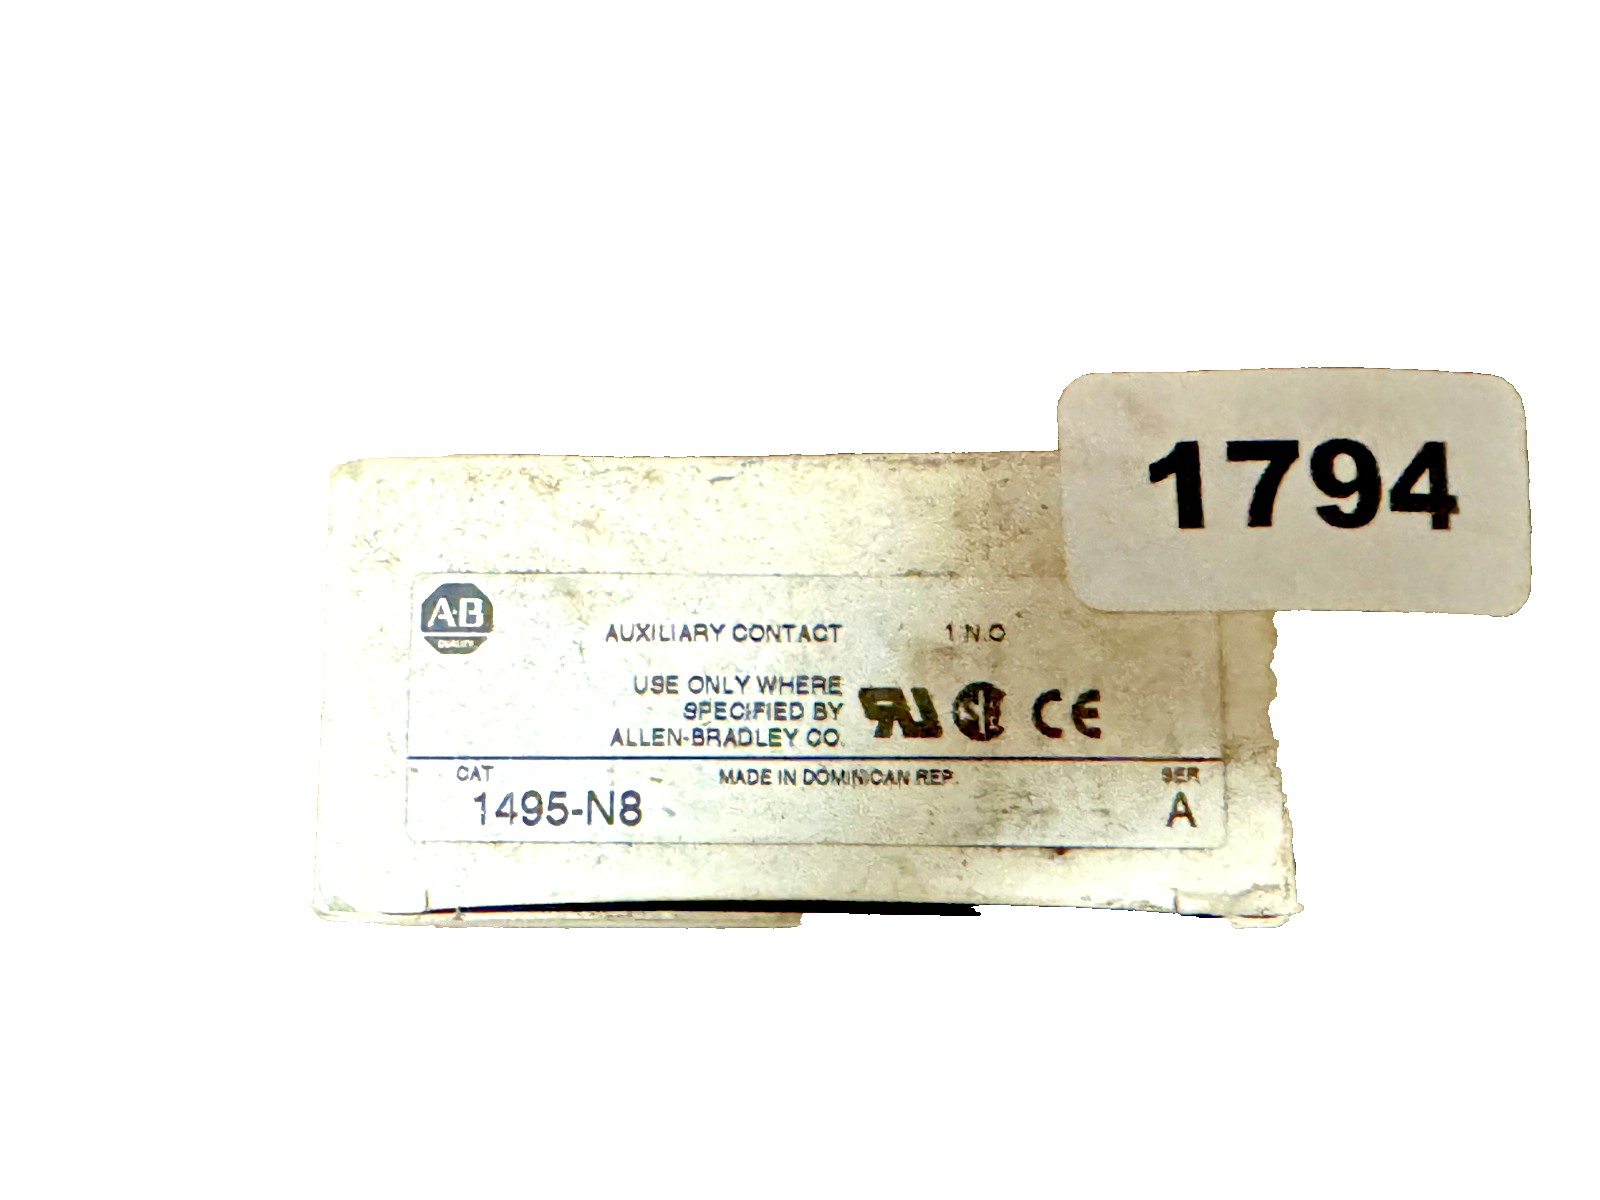 1794
A·B
QUALITY
AUXILIARY CONTACT 1 N.O
USE ONLY WHERE
SPECIFIED BY
ALLEN-BRADLEY CO.
CE
CAT MADE IN DOMINICAN REP. SER
1495-N8 A